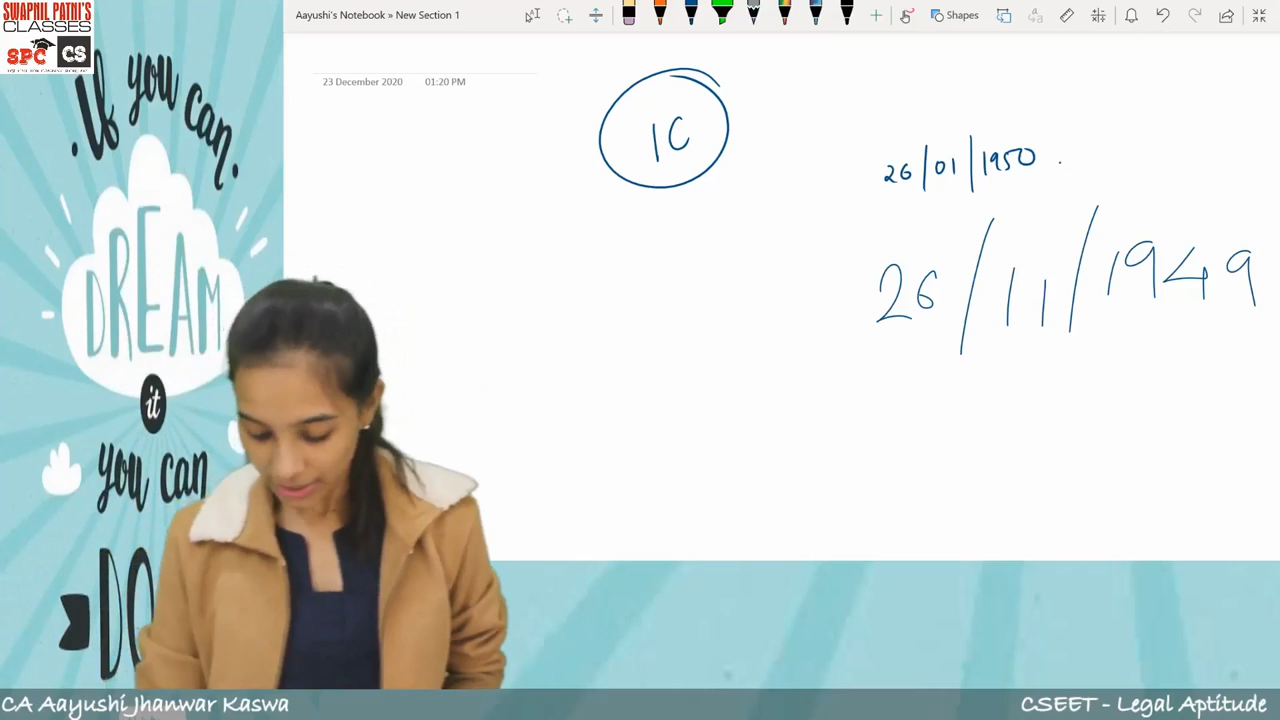 SWAPNIL PATNI'S
CLASSES
SPC CS
Aayushi's Notebook » New Section 1
Shapes
23 December 2020 01:20 PM
IC
26/01/1950
26/11/1949
If you can
DREAM
it
you can
DO
CA Aayushi Jhanwar Kaswa
CSEET - Legal Aptitude